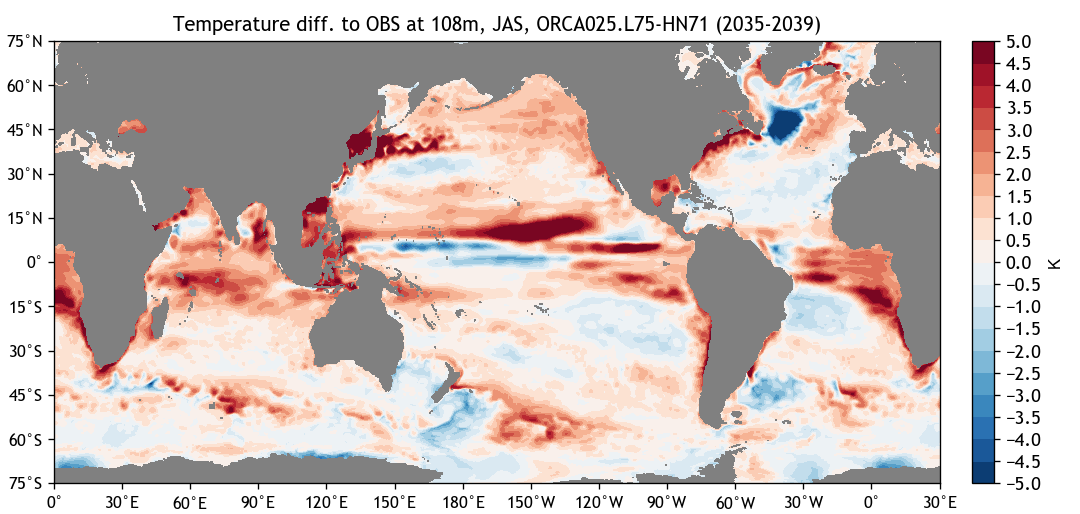 Temperature diff. to OBS at 108m, JAS, ORCA025.L75-HN71 (2035-2039)
75°N
60°N
45°N
30°N
15°N
0°
15°S
30°S
45°S
60°S
75°S
0°
30°E
60°E
90°E
120°E
150°E
180°E
150°W
120°W
90°W
60°W
30°W
0°
30°E
5.0
4.5
4.0
3.5
3.0
2.5
2.0
1.5
1.0
0.5
0.0
−0.5
−1.0
−1.5
−2.0
−2.5
−3.0
−3.5
−4.0
−4.5
−5.0
K